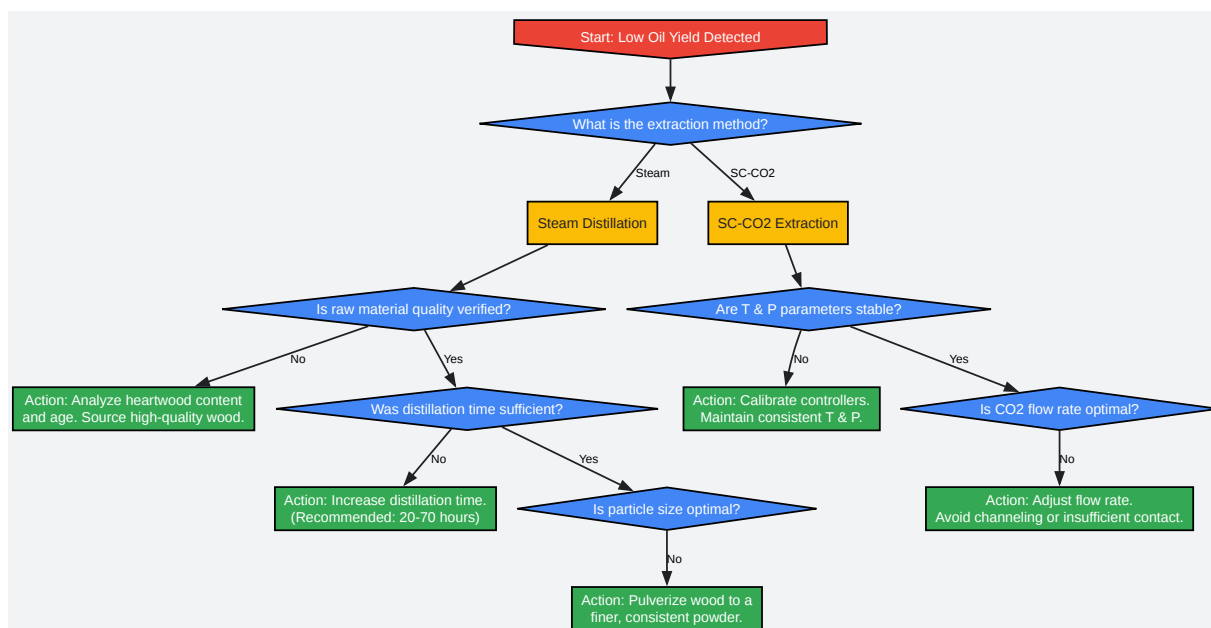 Start: Low Oil Yield Detected
What is the extraction method?
Steam
SC-CO2
Steam Distillation
SC-CO2 Extraction
Is raw material quality verified?
Are T & P parameters stable?
No
Yes
No
Yes
Action: Analyze heartwood content
and age. Source high-quality wood.
Was distillation time sufficient?
Action: Calibrate controllers.
Maintain consistent T & P.
Is CO2 flow rate optimal?
No
Yes
No
Action: Increase distillation time.
(Recommended: 20-70 hours)
Is particle size optimal?
Action: Adjust flow rate.
Avoid channeling or insufficient contact.
No
Action: Pulverize wood to a
finer, consistent powder.